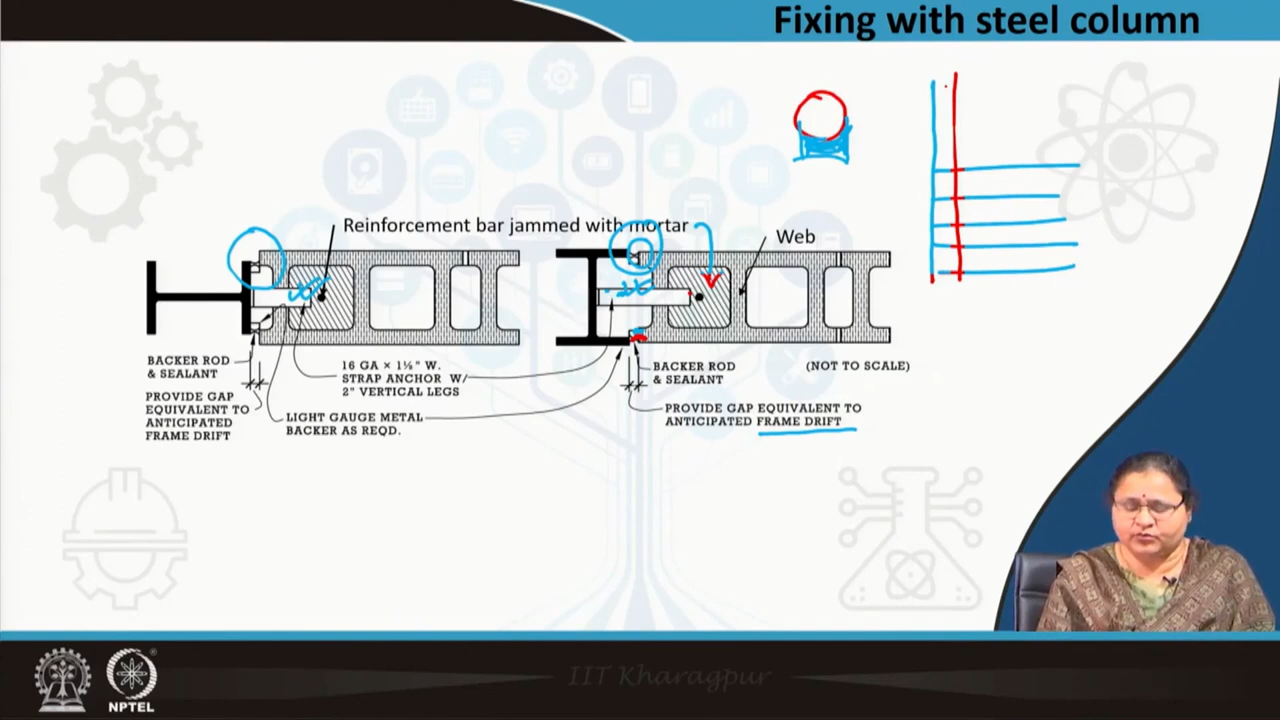 Fixing with steel column
Reinforcement bar jammed with mortar
Web
BACKER ROD
& SEALANT
PROVIDE GAP
EQUIVALENT TO
ANTICIPATED
FRAME DRIFT
16 GA × 1½" W.
STRAP ANCHOR W/
2" VERTICAL LEGS
LIGHT GAUGE METAL
BACKER AS REQD.
BACKER ROD
& SEALANT
(NOT TO SCALE)
PROVIDE GAP EQUIVALENT TO
ANTICIPATED FRAME DRIFT
IIT Kharagpur
NPTEL